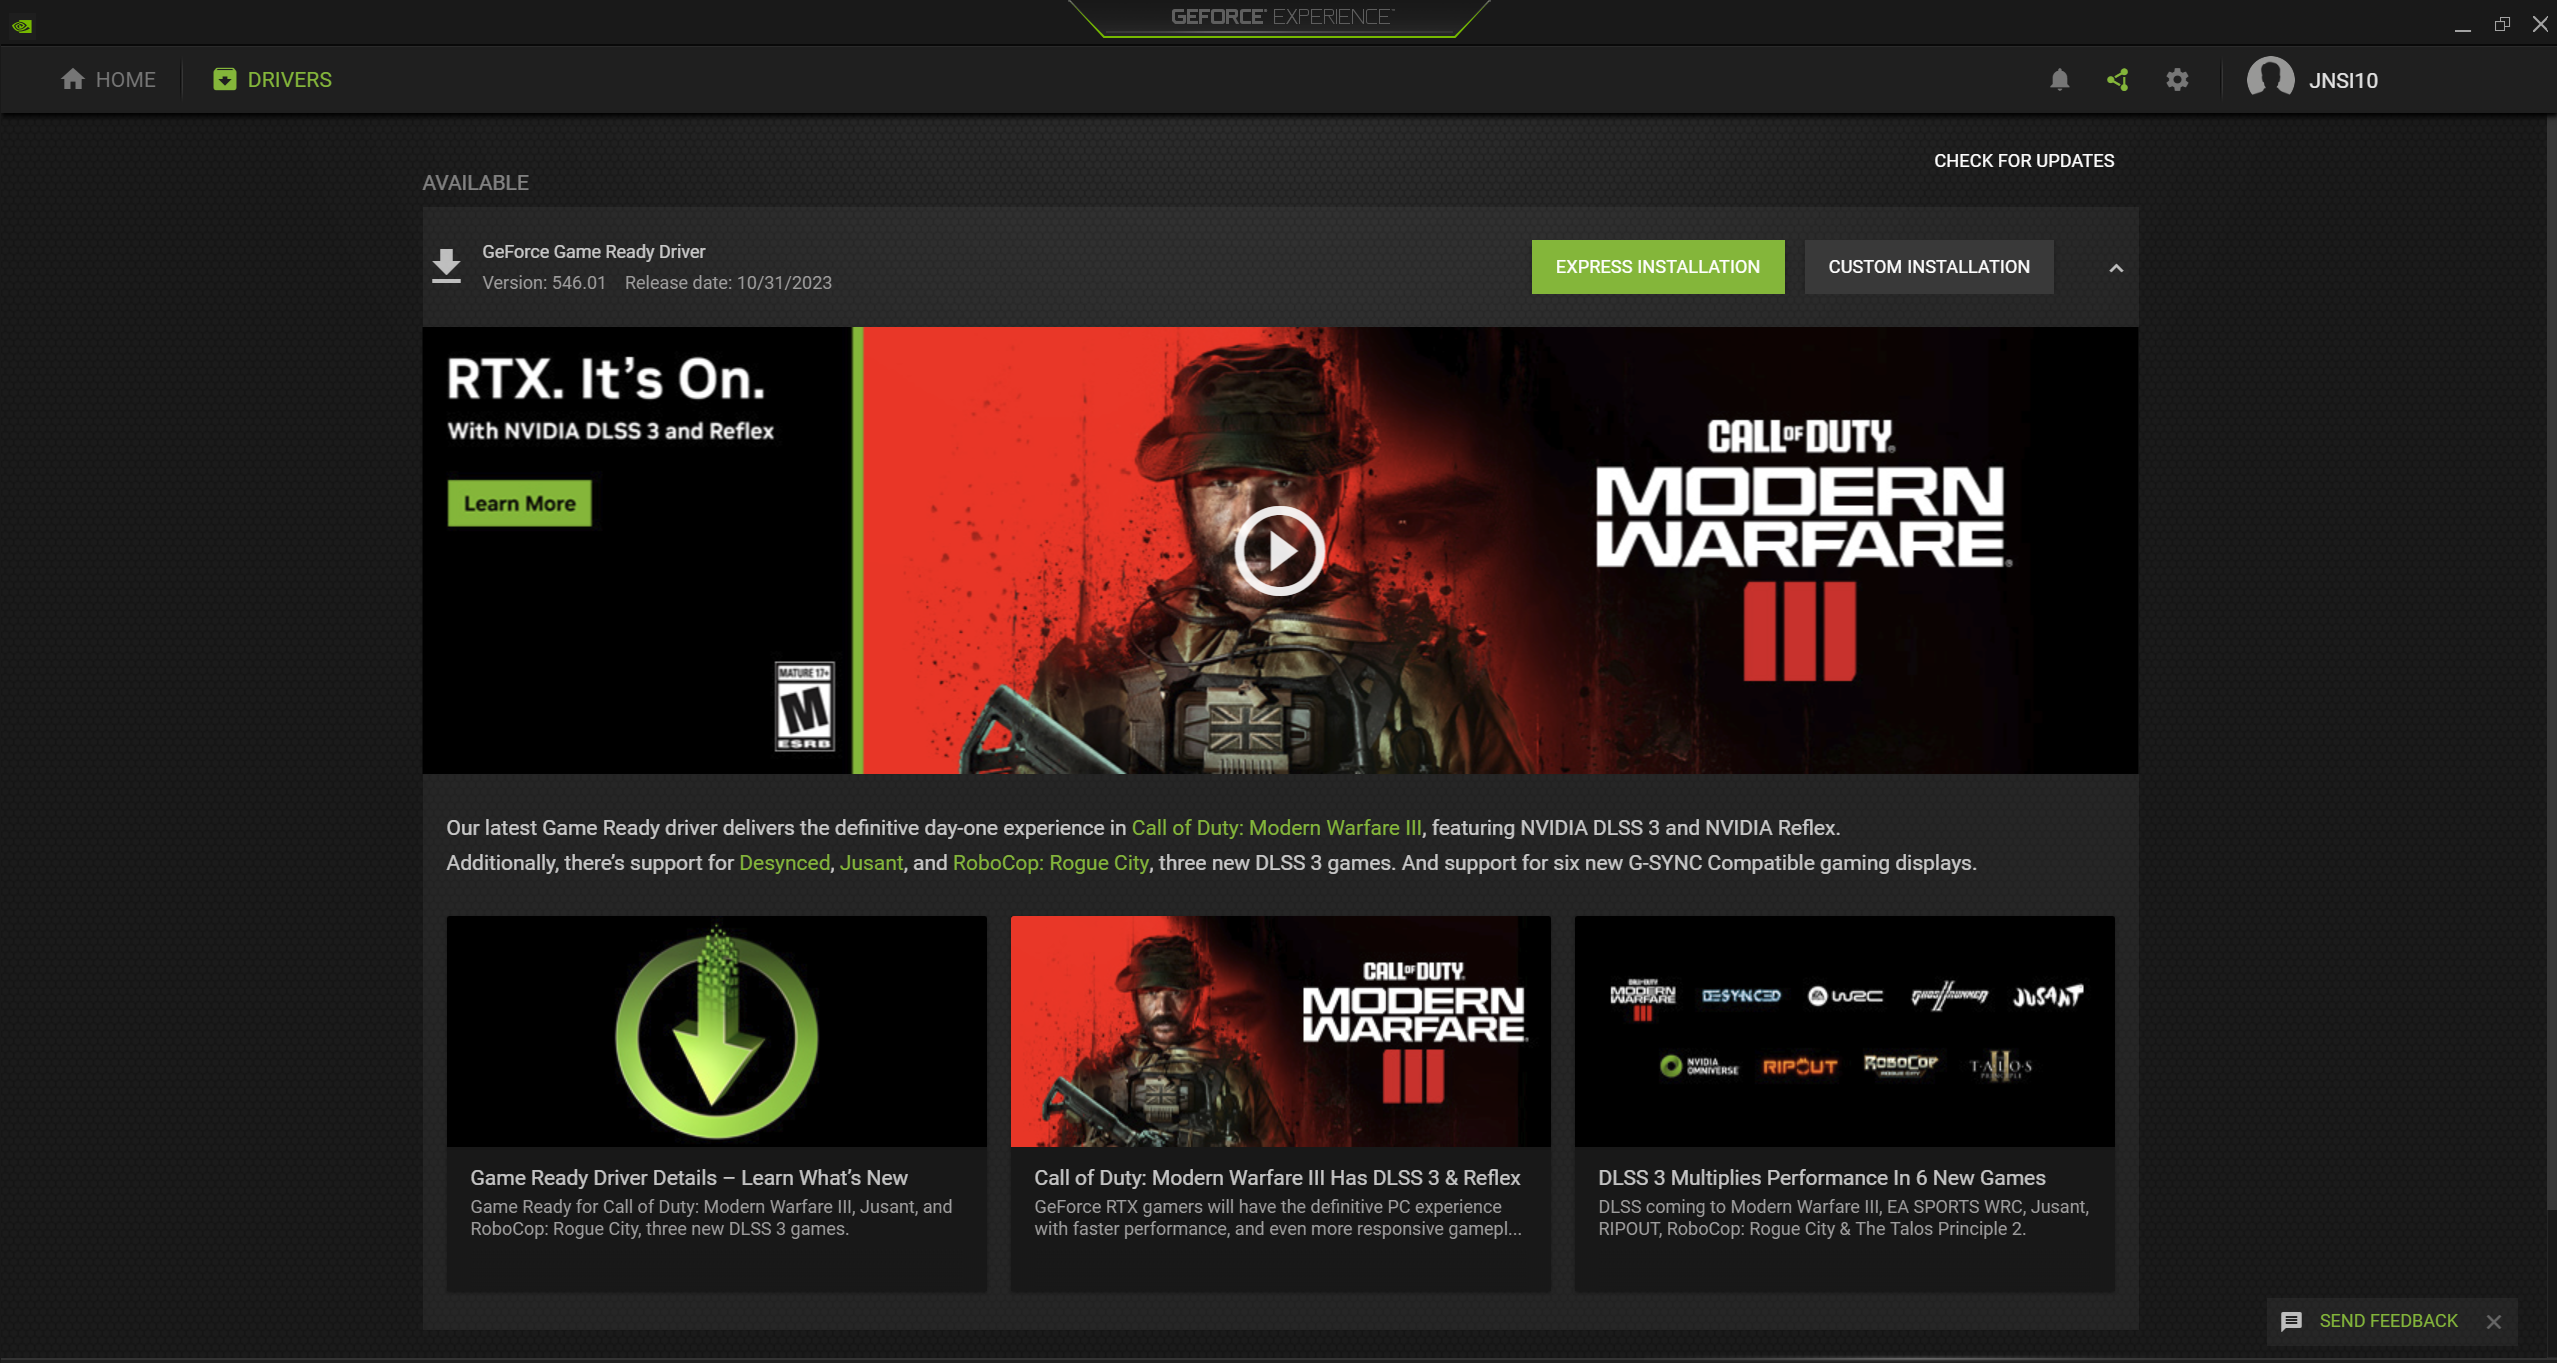 GEFORCE® EXPERIENCE™
HOME
DRIVERS
JNSI10
CHECK FOR UPDATES
AVAILABLE
GeForce Game Ready Driver
Version: 546.01 Release date: 10/31/2023
EXPRESS INSTALLATION
CUSTOM INSTALLATION
RTX. It’s On.
With NVIDIA DLSS 3 and Reflex
Learn More
MATURE 17+
M
ESRB
CALL OF DUTY®
MODERN
WARFARE®
III
Our latest Game Ready driver delivers the definitive day-one experience in Call of Duty: Modern Warfare III, featuring NVIDIA DLSS 3 and NVIDIA Reflex.
Additionally, there’s support for Desynced, Jusant, and RoboCop: Rogue City, three new DLSS 3 games. And support for six new G-SYNC Compatible gaming displays.
CALL OF DUTY
MODERN
WARFARE
III
CALL OF DUTY
MODERN
WARFARE
III
DESYNCED
WRC
GHOSTRUNNER II
JUSANT
NVIDIA
OMNIVERSE
RIPOUT
ROBOCOP
ROGUE CITY
TALOS
PRINCIPLE
II
Game Ready Driver Details – Learn What’s New
Game Ready for Call of Duty: Modern Warfare III, Jusant, and
RoboCop: Rogue City, three new DLSS 3 games.
Call of Duty: Modern Warfare III Has DLSS 3 & Reflex
GeForce RTX gamers will have the definitive PC experience
with faster performance, and even more responsive gamepl...
DLSS 3 Multiplies Performance In 6 New Games
DLSS coming to Modern Warfare III, EA SPORTS WRC, Jusant,
RIPOUT, RoboCop: Rogue City & The Talos Principle 2.
SEND FEEDBACK